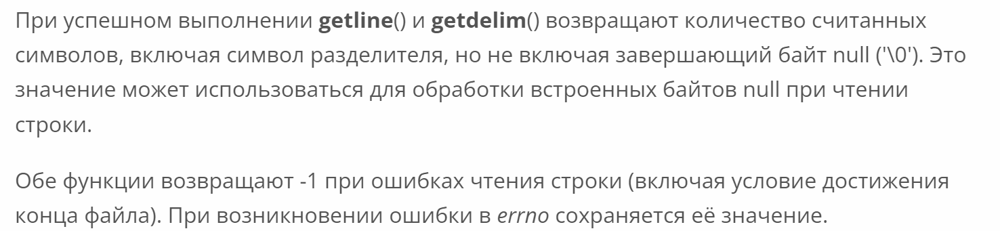 При успешном выполнении getline() и getdelim() возвращают количество считанных
символов, включая символ разделителя, но не включая завершающий байт null ('\0'). Это
значение может использоваться для обработки встроенных байтов null при чтении
строки.
Обе функции возвращают -1 при ошибках чтения строки (включая условие достижения
конца файла). При возникновении ошибки в errno сохраняется её значение.